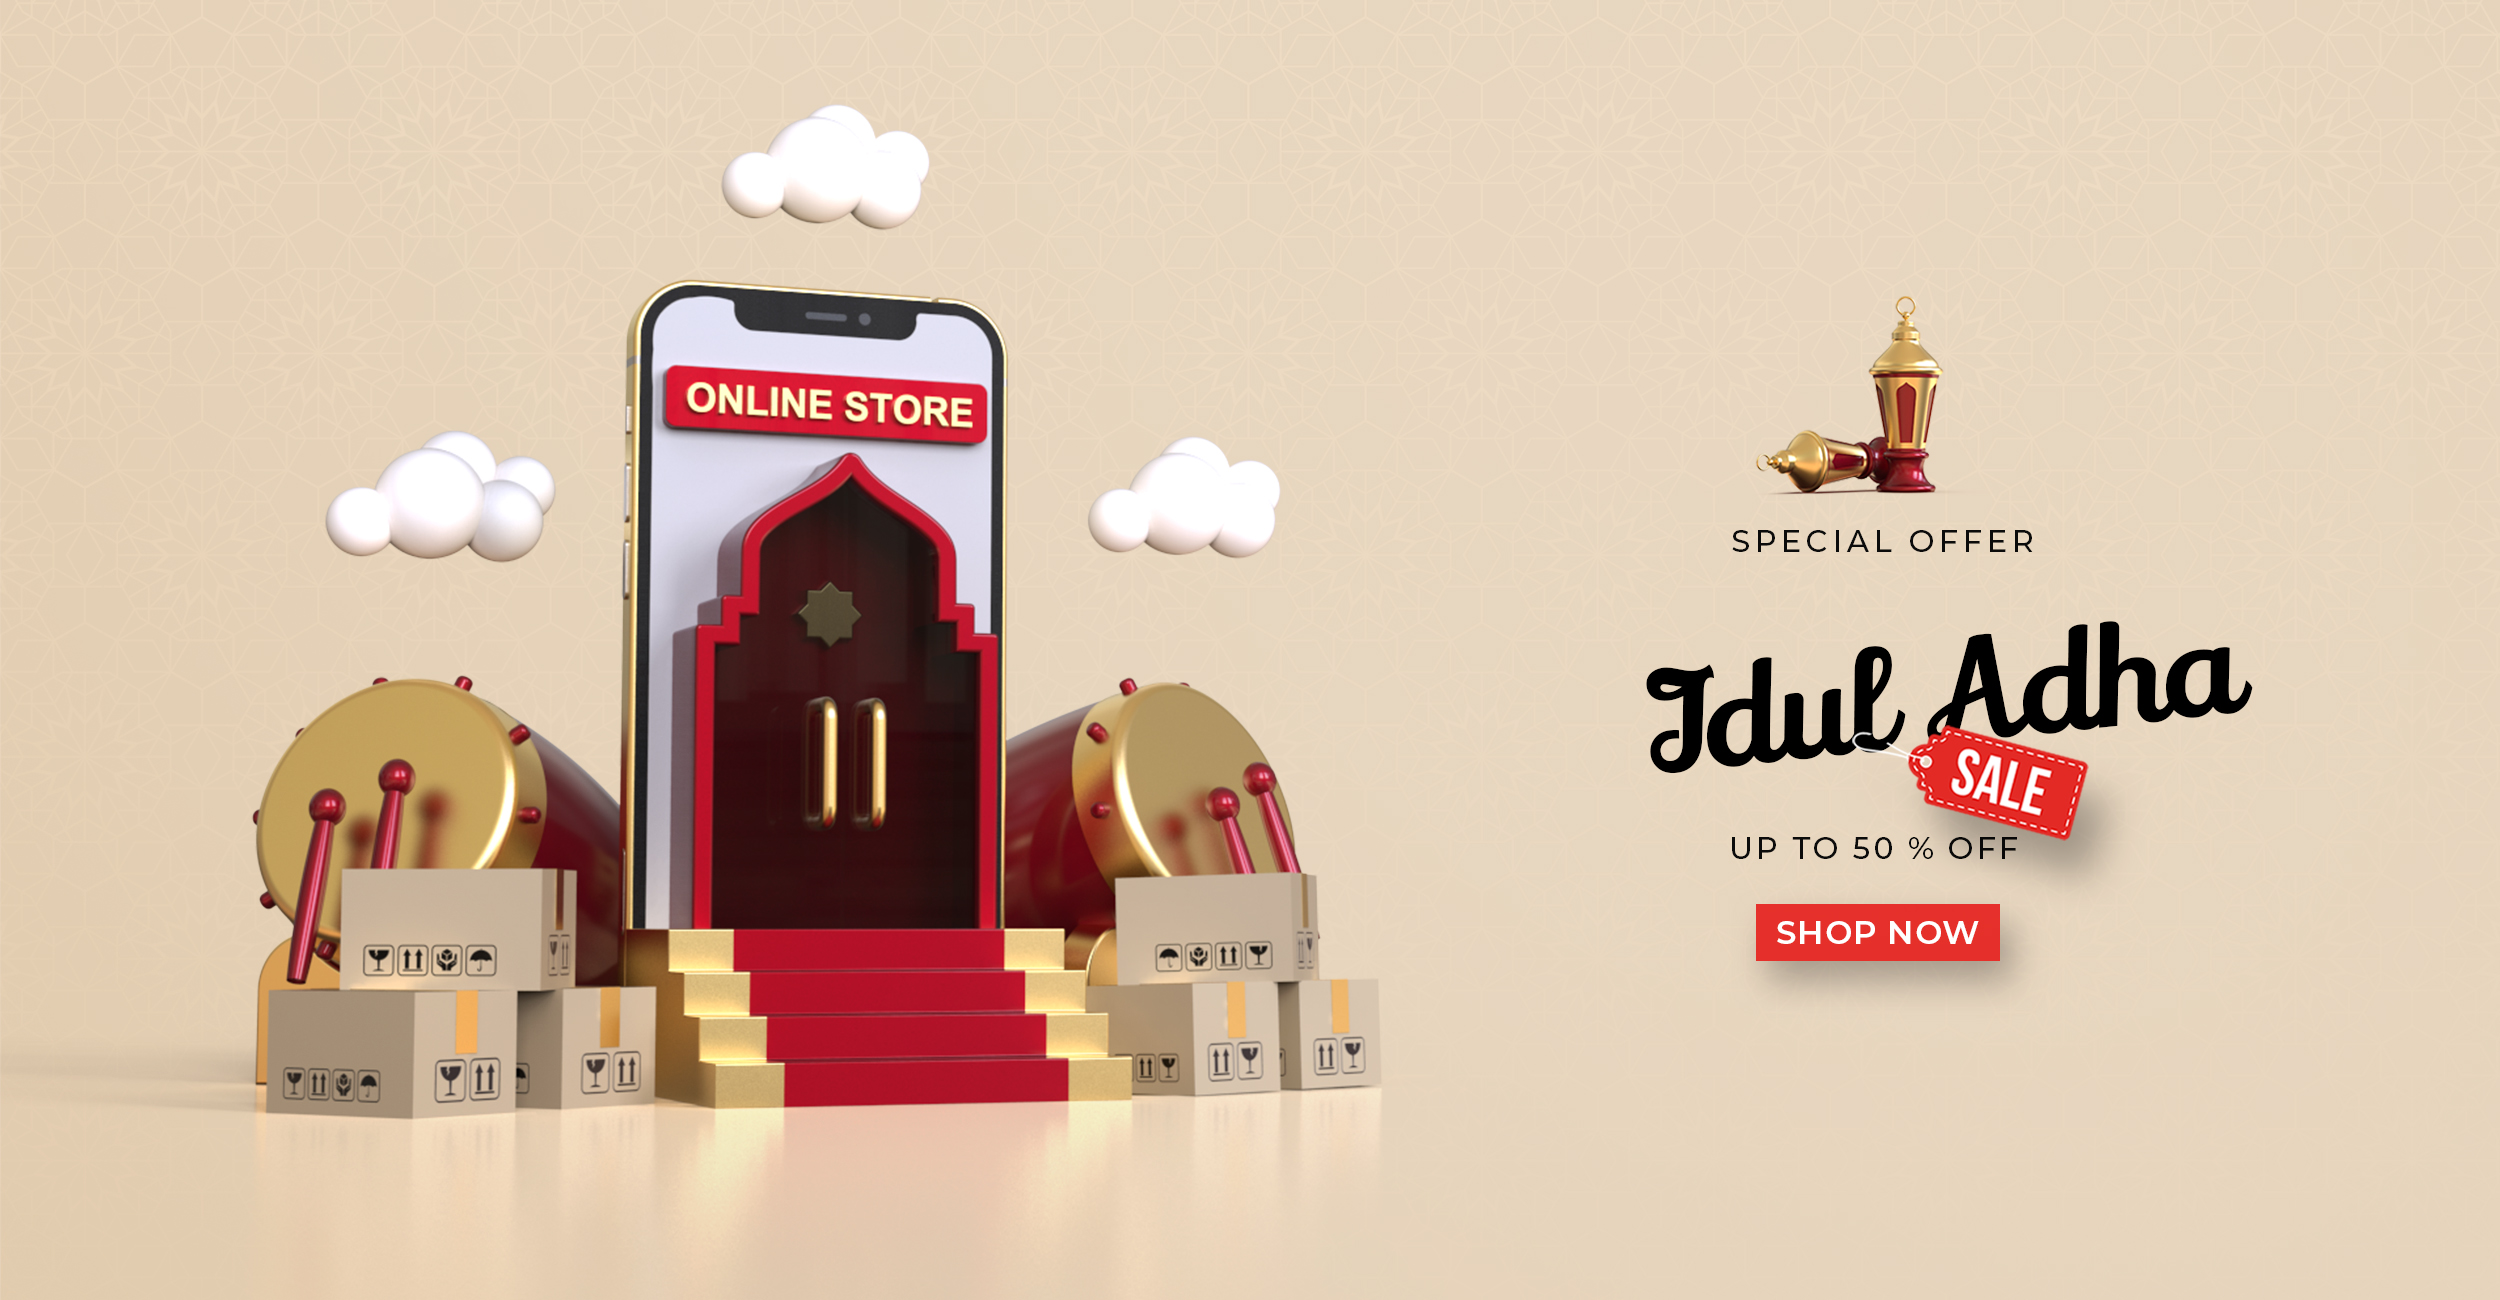 ONLINE STORE
SPECIAL OFFER
Idul Adha
SALE
UP TO 50 % OFF
SHOP NOW